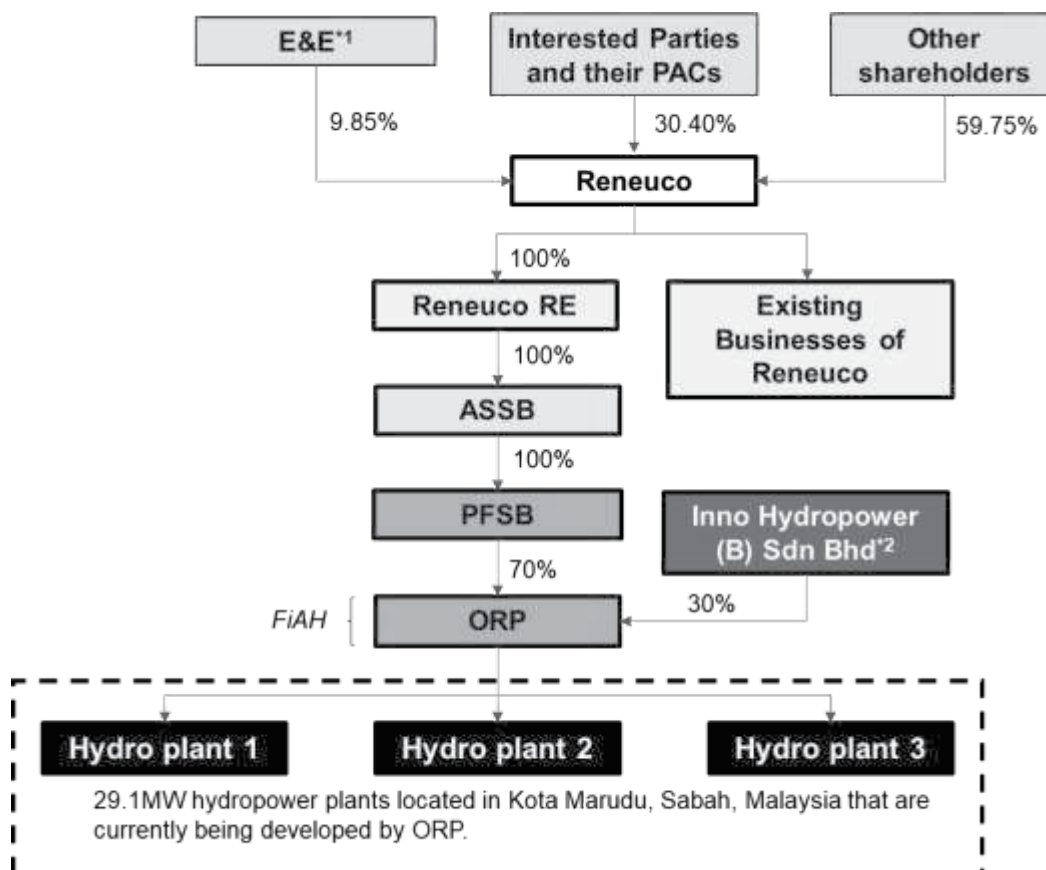 E&E*1
Interested Parties
and their PACs
Other
shareholders
9.85%
30.40%
59.75%
Reneuco
100%
Reneuco RE
Existing
Businesses of
Reneuco
100%
ASSB
100%
PFSB
Inno Hydropower
(B) Sdn Bhd*2
70%
30%
FiAH
ORP
Hydro plant 1
Hydro plant 2
Hydro plant 3
29.1MW hydropower plants located in Kota Marudu, Sabah, Malaysia that are
currently being developed by ORP.